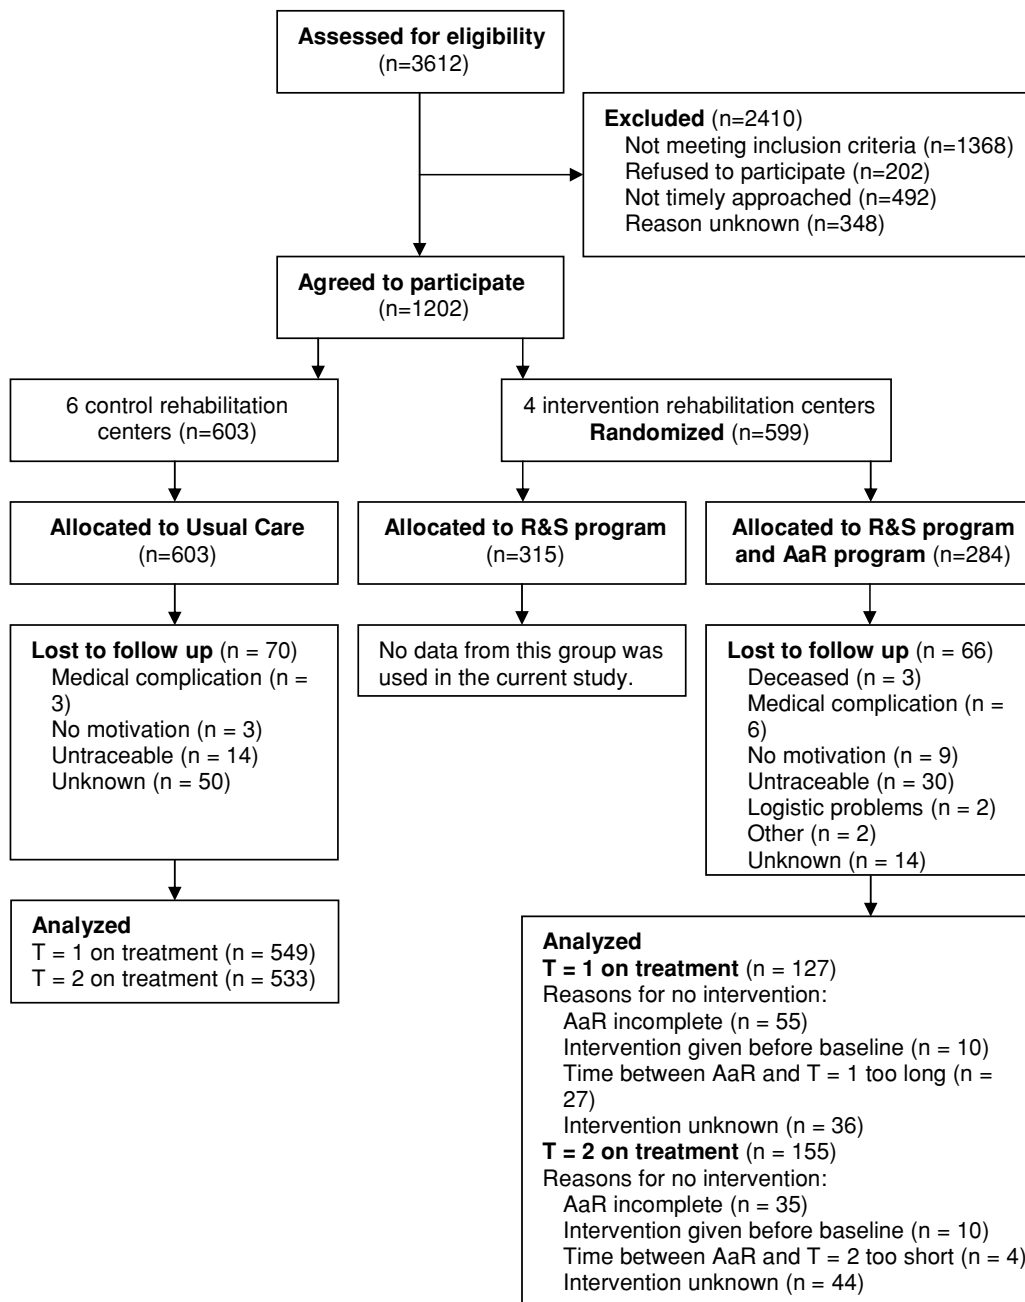 Assessed for eligibility
(n=3612)
Excluded (n=2410)
Not meeting inclusion criteria (n=1368)
Refused to participate (n=202)
Not timely approached (n=492)
Reason unknown (n=348)
Agreed to participate
(n=1202)
6 control rehabilitation
centers (n=603)
4 intervention rehabilitation centers
Randomized (n=599)
Allocated to Usual Care
(n=603)
Allocated to R&S program
(n=315)
Allocated to R&S program
and AaR program (n=284)
Lost to follow up (n = 70)
Medical complication (n =
3)
No motivation (n = 3)
Untraceable (n = 14)
Unknown (n = 50)
No data from this group was
used in the current study.
Lost to follow up (n = 66)
Deceased (n = 3)
Medical complication (n =
6)
No motivation (n = 9)
Untraceable (n = 30)
Logistic problems (n = 2)
Other (n = 2)
Unknown (n = 14)
Analyzed
T = 1 on treatment (n = 549)
T = 2 on treatment (n = 533)
Analyzed
T = 1 on treatment (n = 127)
Reasons for no intervention:
AaR incomplete (n = 55)
Intervention given before baseline (n = 10)
Time between AaR and T = 1 too long (n =
27)
Intervention unknown (n = 36)
T = 2 on treatment (n = 155)
Reasons for no intervention:
AaR incomplete (n = 35)
Intervention given before baseline (n = 10)
Time between AaR and T = 2 too short (n = 4)
Intervention unknown (n = 44)